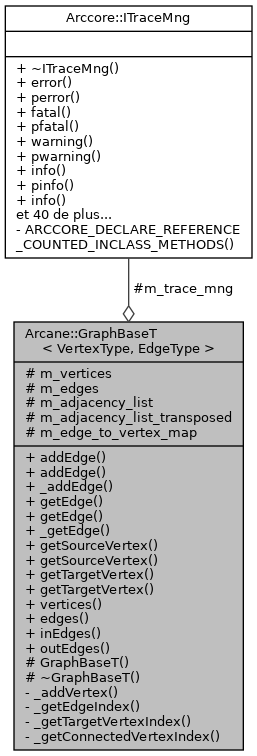 Arccore::ITraceMng
+ ~ITraceMng()
+ error()
+ perror()
+ fatal()
+ pfatal()
+ warning()
+ pwarning()
+ info()
+ pinfo()
+ info()
et 40 de plus...
- ARCCORE_DECLARE_REFERENCE
_COUNTED_INCLASS_METHODS()
#m_trace_mng
Arcane::GraphBaseT
< VertexType, EdgeType >
# m_vertices
# m_edges
# m_adjacency_list
# m_adjacency_list_transposed
# m_edge_to_vertex_map
+ addEdge()
+ addEdge()
+ _addEdge()
+ getEdge()
+ getEdge()
+ _getEdge()
+ getSourceVertex()
+ getSourceVertex()
+ getTargetVertex()
+ getTargetVertex()
+ vertices()
+ edges()
+ inEdges()
+ outEdges()
# GraphBaseT()
# ~GraphBaseT()
- _addVertex()
- _getEdgeIndex()
- _getTargetVertexIndex()
- _getConnectedVertexIndex()